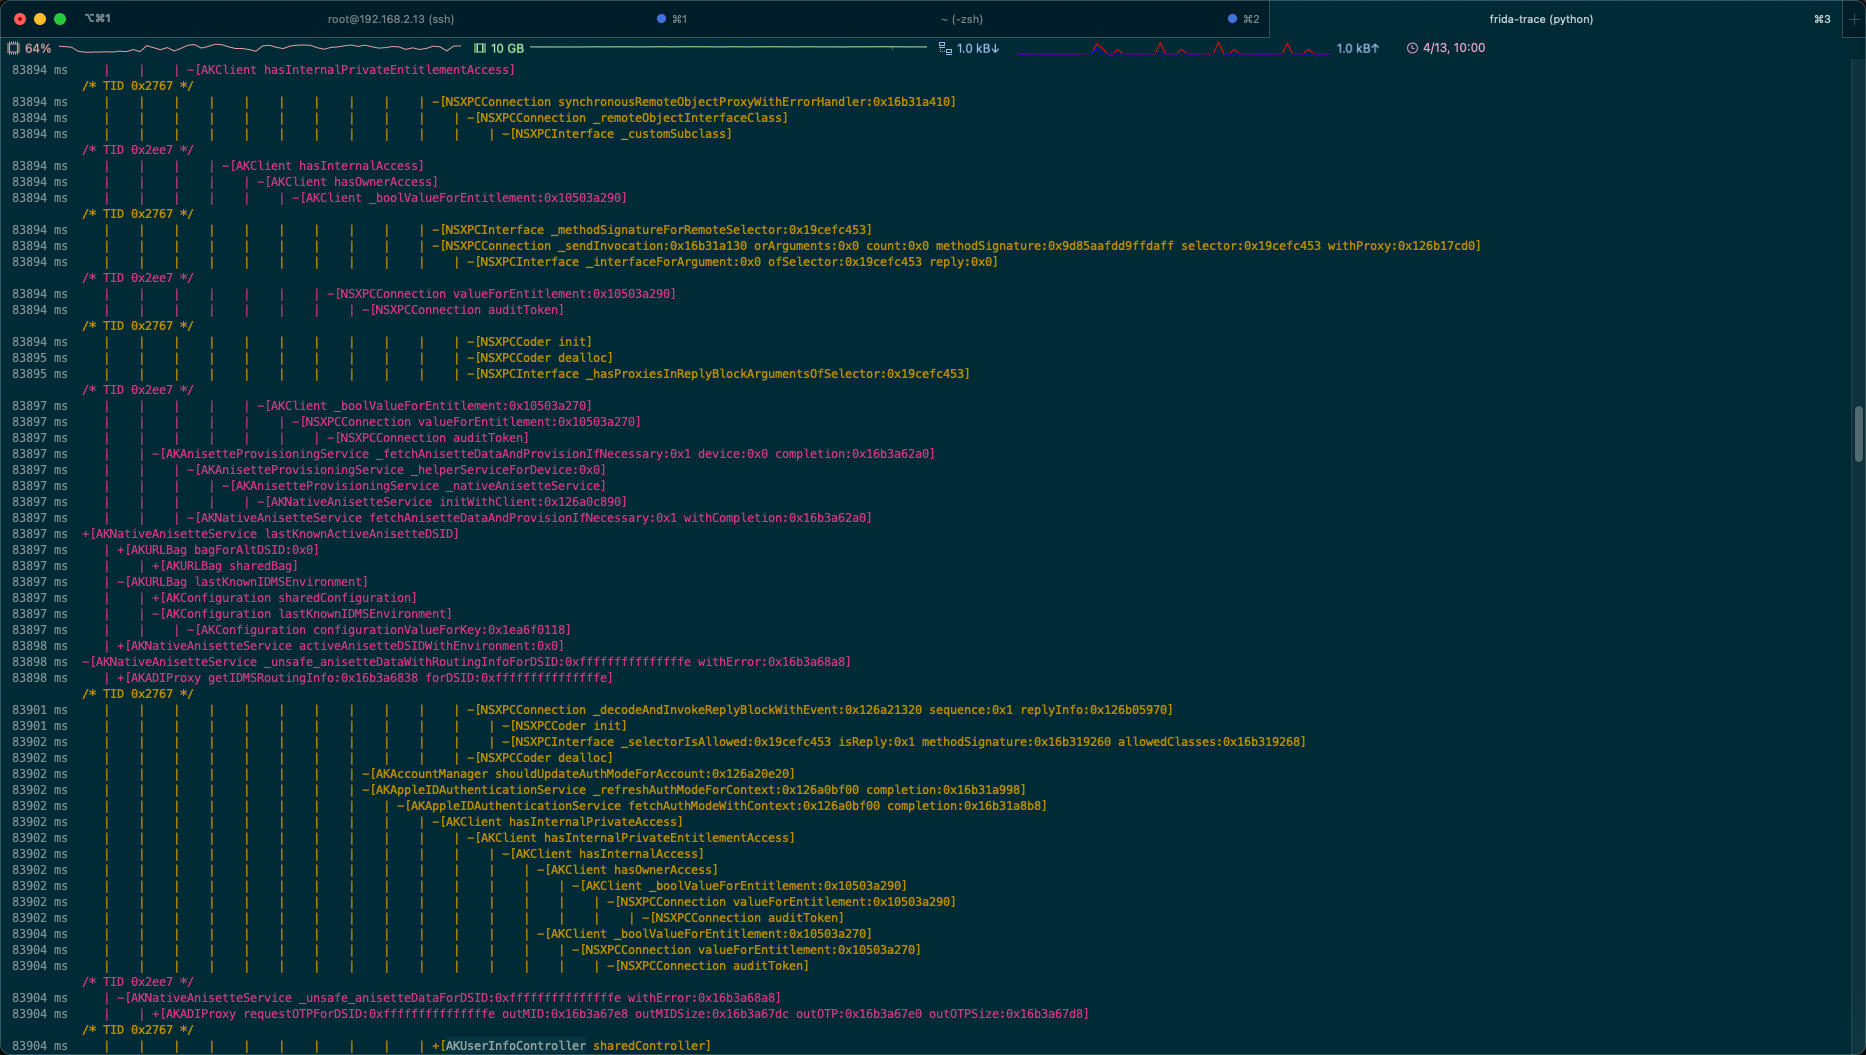 ⌥⌘1 root@192.168.2.13 (ssh) ⌘1 ~ (-zsh) ⌘2 frida-trace (python) ⌘3 +
64% 10 GB 1.0 kB↓ 1.0 kB↑ 4/13, 10:00
83894 ms | | | -[AKClient hasInternalPrivateEntitlementAccess]
/* TID 0x2767 */
83894 ms | | | | | | | | | | -[NSXPCConnection synchronousRemoteObjectProxyWithErrorHandler:0x16b31a410]
83894 ms | | | | | | | | | | | -[NSXPCConnection _remoteObjectInterfaceClass]
83894 ms | | | | | | | | | | | | -[NSXPCInterface _customSubclass]
/* TID 0x2ee7 */
83894 ms | | | | -[AKClient hasInternalAccess]
83894 ms | | | | | -[AKClient hasOwnerAccess]
83894 ms | | | | | | -[AKClient _boolValueForEntitlement:0x10503a290]
/* TID 0x2767 */
83894 ms | | | | | | | | | | -[NSXPCInterface _methodSignatureForRemoteSelector:0x19cefc453]
83894 ms | | | | | | | | | | -[NSXPCConnection _sendInvocation:0x16b31a130 orArguments:0x0 count:0x0 methodSignature:0x9d85aafdd9ffdaff selector:0x19cefc453 withProxy:0x126b17cd0]
83894 ms | | | | | | | | | | | -[NSXPCInterface _interfaceForArgument:0x0 ofSelector:0x19cefc453 reply:0x0]
/* TID 0x2ee7 */
83894 ms | | | | | | | -[NSXPCConnection valueForEntitlement:0x10503a290]
83894 ms | | | | | | | | -[NSXPCConnection auditToken]
/* TID 0x2767 */
83894 ms | | | | | | | | | | | -[NSXPCCoder init]
83895 ms | | | | | | | | | | | -[NSXPCCoder dealloc]
83895 ms | | | | | | | | | | | -[NSXPCInterface _hasProxiesInReplyBlockArgumentsOfSelector:0x19cefc453]
/* TID 0x2ee7 */
83897 ms | | | | | -[AKClient _boolValueForEntitlement:0x10503a270]
83897 ms | | | | | | -[NSXPCConnection valueForEntitlement:0x10503a270]
83897 ms | | | | | | | -[NSXPCConnection auditToken]
83897 ms | | -[AKAnisetteProvisioningService _fetchAnisetteDataAndProvisionIfNecessary:0x1 device:0x0 completion:0x16b3a62a0]
83897 ms | | | -[AKAnisetteProvisioningService _helperServiceForDevice:0x0]
83897 ms | | | | -[AKAnisetteProvisioningService _nativeAnisetteService]
83897 ms | | | | | -[AKNativeAnisetteService initWithClient:0x126a0c890]
83897 ms | | | -[AKNativeAnisetteService fetchAnisetteDataAndProvisionIfNecessary:0x1 withCompletion:0x16b3a62a0]
83897 ms +[AKNativeAnisetteService lastKnownActiveAnisetteDSID]
83897 ms | +[AKURLBag bagForAltDSID:0x0]
83897 ms | | +[AKURLBag sharedBag]
83897 ms | -[AKURLBag lastKnownIDMSEnvironment]
83897 ms | | +[AKConfiguration sharedConfiguration]
83897 ms | | -[AKConfiguration lastKnownIDMSEnvironment]
83897 ms | | | -[AKConfiguration configurationValueForKey:0x1ea6f0118]
83898 ms | +[AKNativeAnisetteService activeAnisetteDSIDWithEnvironment:0x0]
83898 ms -[AKNativeAnisetteService _unsafe_anisetteDataWithRoutingInfoForDSID:0xfffffffffffffffe withError:0x16b3a68a8]
83898 ms | +[AKADIProxy getIDMSRoutingInfo:0x16b3a6838 forDSID:0xfffffffffffffffe]
/* TID 0x2767 */
83901 ms | | | | | | | | | | | -[NSXPCConnection _decodeAndInvokeReplyBlockWithEvent:0x126a21320 sequence:0x1 replyInfo:0x126b05970]
83901 ms | | | | | | | | | | | | -[NSXPCCoder init]
83902 ms | | | | | | | | | | | | -[NSXPCInterface _selectorIsAllowed:0x19cefc453 isReply:0x1 methodSignature:0x16b319260 allowedClasses:0x16b319268]
83902 ms | | | | | | | | | | | -[NSXPCCoder dealloc]
83902 ms | | | | | | | | -[AKAccountManager shouldUpdateAuthModeForAccount:0x126a20e20]
83902 ms | | | | | | | | -[AKAppleIDAuthenticationService _refreshAuthModeForContext:0x126a0bf00 completion:0x16b31a998]
83902 ms | | | | | | | | | -[AKAppleIDAuthenticationService fetchAuthModeWithContext:0x126a0bf00 completion:0x16b31a8b8]
83902 ms | | | | | | | | | | -[AKClient hasInternalPrivateAccess]
83902 ms | | | | | | | | | | | -[AKClient hasInternalPrivateEntitlementAccess]
83902 ms | | | | | | | | | | | | -[AKClient hasInternalAccess]
83902 ms | | | | | | | | | | | | | -[AKClient hasOwnerAccess]
83902 ms | | | | | | | | | | | | | | -[AKClient _boolValueForEntitlement:0x10503a290]
83902 ms | | | | | | | | | | | | | | | -[NSXPCConnection valueForEntitlement:0x10503a290]
83902 ms | | | | | | | | | | | | | | | | -[NSXPCConnection auditToken]
83904 ms | | | | | | | | | | | | | -[AKClient _boolValueForEntitlement:0x10503a270]
83904 ms | | | | | | | | | | | | | | -[NSXPCConnection valueForEntitlement:0x10503a270]
83904 ms | | | | | | | | | | | | | | | -[NSXPCConnection auditToken]
/* TID 0x2ee7 */
83904 ms | -[AKNativeAnisetteService _unsafe_anisetteDataForDSID:0xfffffffffffffffe withError:0x16b3a68a8]
83904 ms | | +[AKADIProxy requestOTPForDSID:0xfffffffffffffffe outMID:0x16b3a67e8 outMIDSize:0x16b3a67dc outOTP:0x16b3a67e0 outOTPSize:0x16b3a67d8]
/* TID 0x2767 */
83904 ms | | | | | | | | | | +[AKUserInfoController sharedController]